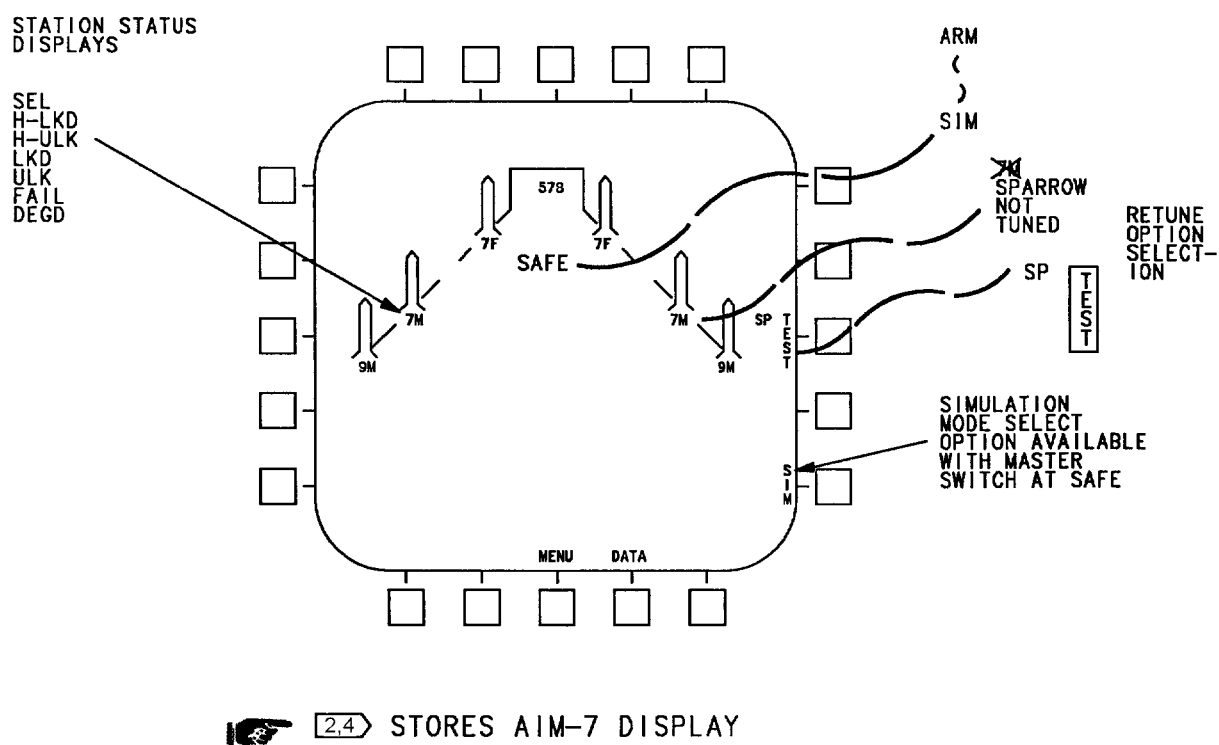 STATION STATUS
DISPLAYS
SEL
H-LKD
H-ULK
LKD
ULK
FAIL
DEGD
ARM
SIM
7M
SPARROW
NOT
TUNED
RETUNE
OPTION
SELECT-
ION
SP
TEST
578
7F
7F
SAFE
7M
7M
SP
TEST
9M
9M
SIMULATION
MODE SELECT
OPTION AVAILABLE
WITH MASTER
SWITCH AT SAFE
SIM
MENU DATA
2,4 STORES AIM-7 DISPLAY